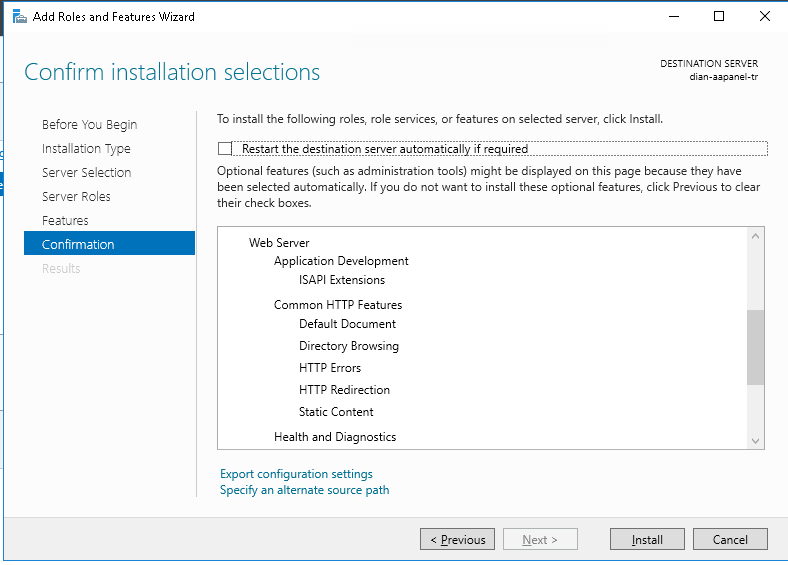 Add Roles and Features Wizard
Confirm installation selections
DESTINATION SERVER
dian-aapanel-tr
Before You Begin
Installation Type
Server Selection
Server Roles
Features
Confirmation
Results
To install the following roles, role services, or features on selected server, click Install.
Restart the destination server automatically if required
Optional features (such as administration tools) might be displayed on this page because they have
been selected automatically. If you do not want to install these optional features, click Previous to clear
their check boxes.
Web Server
Application Development
ISAPI Extensions
Common HTTP Features
Default Document
Directory Browsing
HTTP Errors
HTTP Redirection
Static Content
Health and Diagnostics
Export configuration settings
Specify an alternate source path
< Previous
Next >
Install
Cancel